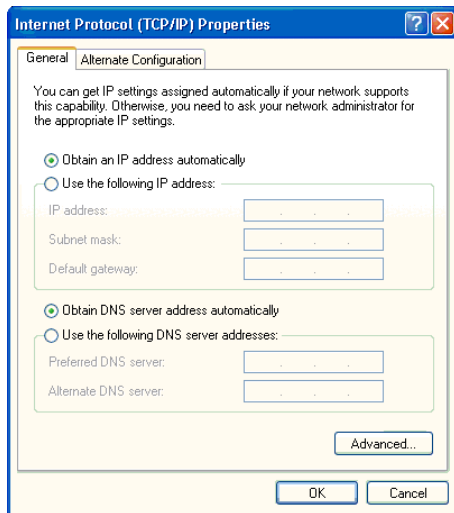 Internet Protocol (TCP/IP) Properties
General
Alternate Configuration
You can get IP settings assigned automatically if your network supports
this capability. Otherwise, you need to ask your network administrator for
the appropriate IP settings.
Obtain an IP address automatically
Use the following IP address:
IP address:
Subnet mask:
Default gateway:
Obtain DNS server address automatically
Use the following DNS server addresses:
Preferred DNS server:
Alternate DNS server:
Advanced...
OK
Cancel